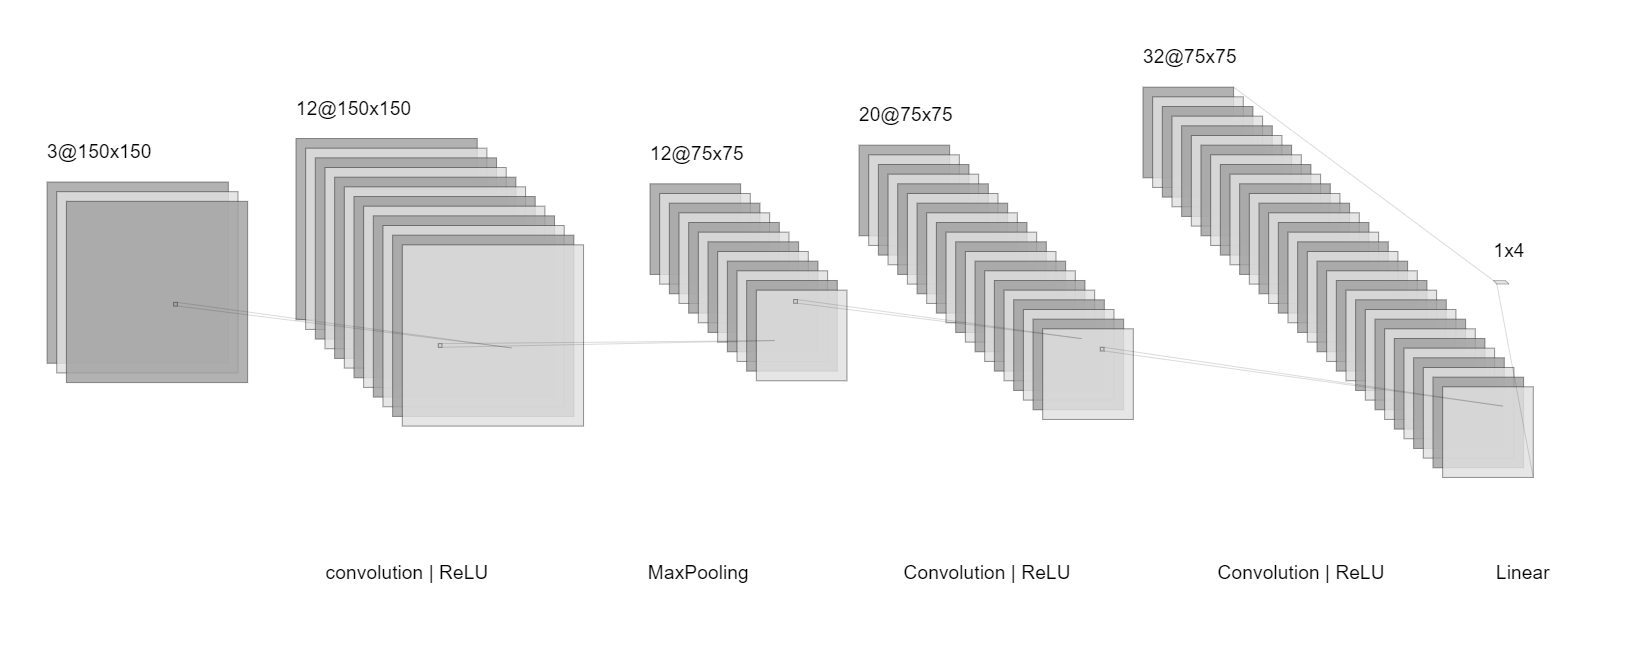 3@150x150
12@150x150
12@75x75
20@75x75
32@75x75
1x4
convolution | ReLU
MaxPooling
Convolution | ReLU
Convolution | ReLU
Linear